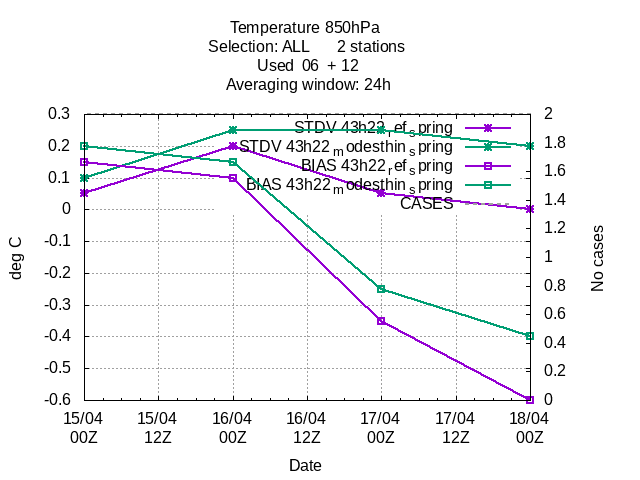 Temperature 850hPa
Selection: ALL 2 stations
Used 06 + 12
Averaging window: 24h
0.3
0.2
0.1
0
-0.1
-0.2
-0.3
-0.4
-0.5
-0.6
deg C
STDV 43h22_ref_spring
STDV 43h22_modesthin_spring
BIAS 43h22_ref_spring
BIAS 43h22_modesthin_spring
CASES
2
1.8
1.6
1.4
1.2
1
0.8
0.6
0.4
0.2
0
No cases
15/04 15/04 16/04 16/04 17/04 17/04 18/04
00Z 12Z 00Z 12Z 00Z 12Z 00Z
Date